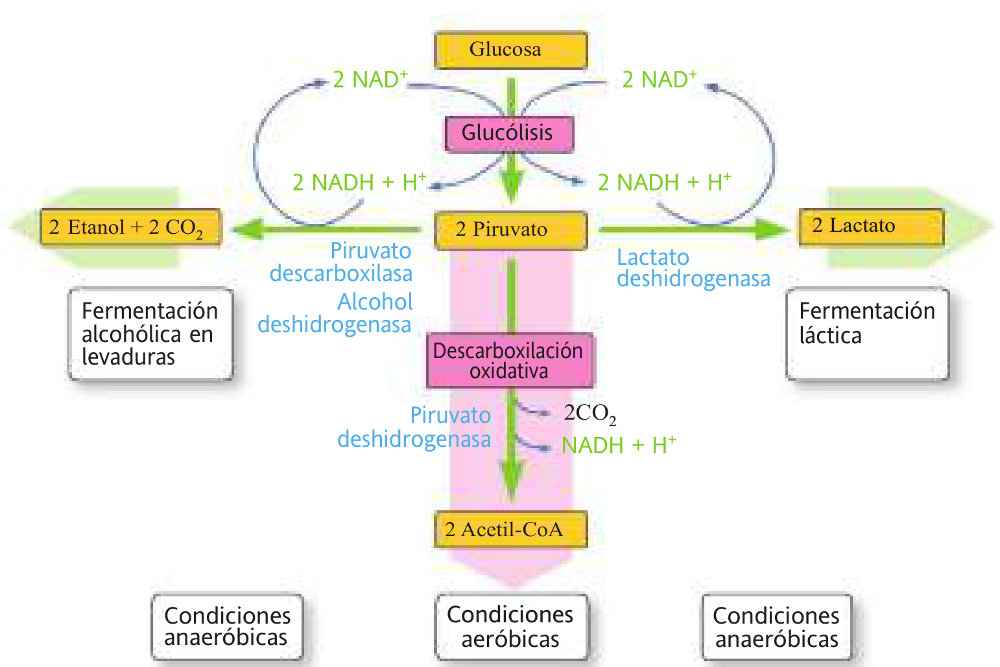 Glucosa
2 NAD⁺
2 NAD⁺
Glucólisis
2 NADH + H⁺
2 NADH + H⁺
2 Etanol + 2 CO₂
2 Piruvato
2 Lactato
Piruvato
descarboxilasa
Alcohol
deshidrogenasa
Lactato
deshidrogenasa
Fermentación
alcohólica en
levaduras
Fermentación
láctica
Descarboxilación
oxidativa
Piruvato
deshidrogenasa
2CO₂
NADH + H⁺
2 Acetil-CoA
Condiciones
anaeróbicas
Condiciones
aeróbicas
Condiciones
anaeróbicas